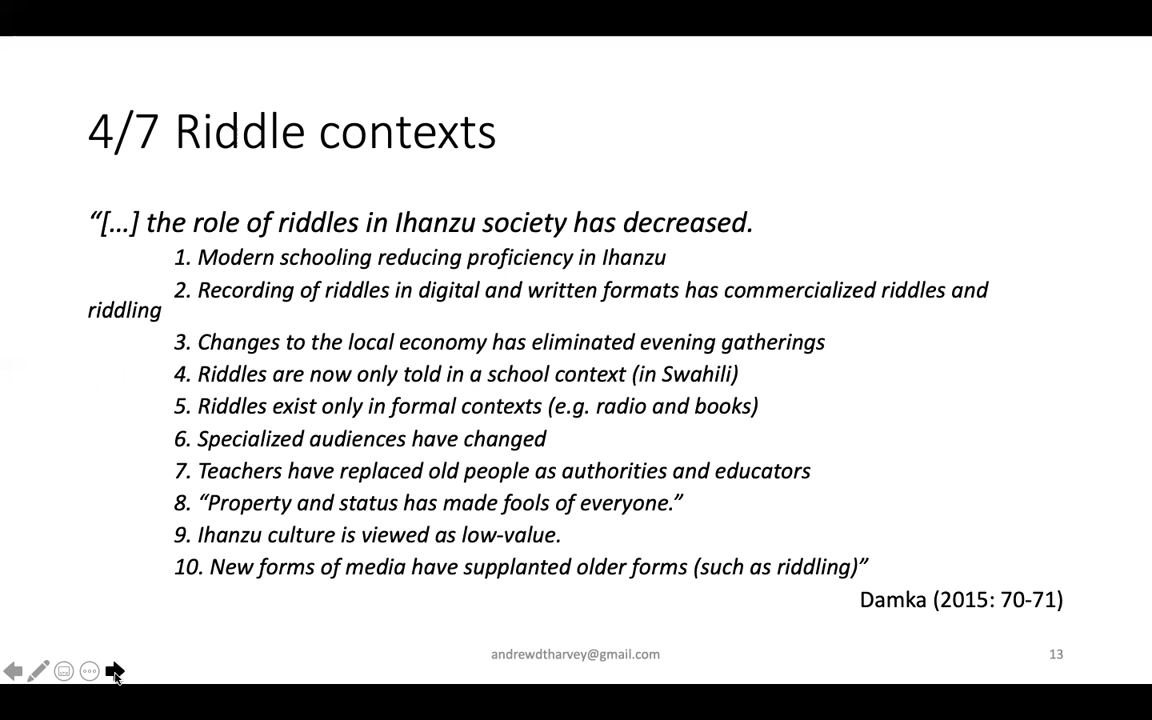 4/7 Riddle contexts
“[…] the role of riddles in Ihanzu society has decreased.
1. Modern schooling reducing proficiency in Ihanzu
2. Recording of riddles in digital and written formats has commercialized riddles and
riddling
3. Changes to the local economy has eliminated evening gatherings
4. Riddles are now only told in a school context (in Swahili)
5. Riddles exist only in formal contexts (e.g. radio and books)
6. Specialized audiences have changed
7. Teachers have replaced old people as authorities and educators
8. “Property and status has made fools of everyone.”
9. Ihanzu culture is viewed as low-value.
10. New forms of media have supplanted older forms (such as riddling)”
Damka (2015: 70-71)
andrewdtharvey@gmail.com
13